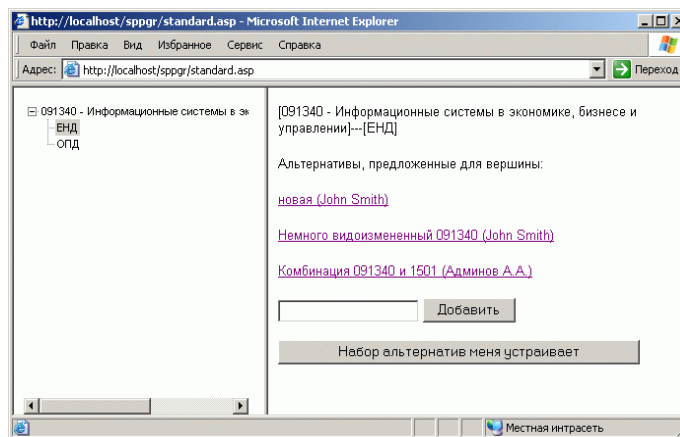 http://localhost/sppgr/standard.asp - Microsoft Internet Explorer
Файл Правка Вид Избранное Сервис Справка
Адрес: http://localhost/sppgr/standard.asp Переход
091340 - Информационные системы в эк
ЕНД
ОПД
[091340 - Информационные системы в экономике, бизнесе и
управлении]---[ЕНД]
Альтернативы, предложенные для вершины:
новая (John Smith)
Немного видоизмененный 091340 (John Smith)
Комбинация 091340 и 1501 (Админов А.А.)
Добавить
Набор альтернатив меня устраивает
Местная интрасеть